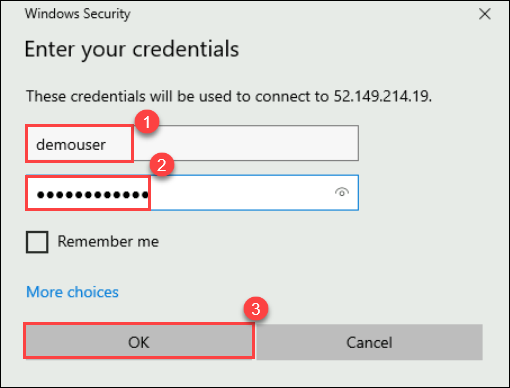 Windows Security
Enter your credentials
These credentials will be used to connect to 52.149.214.19.
1
demouser
2
••••••••••••
Remember me
More choices
3
OK
Cancel